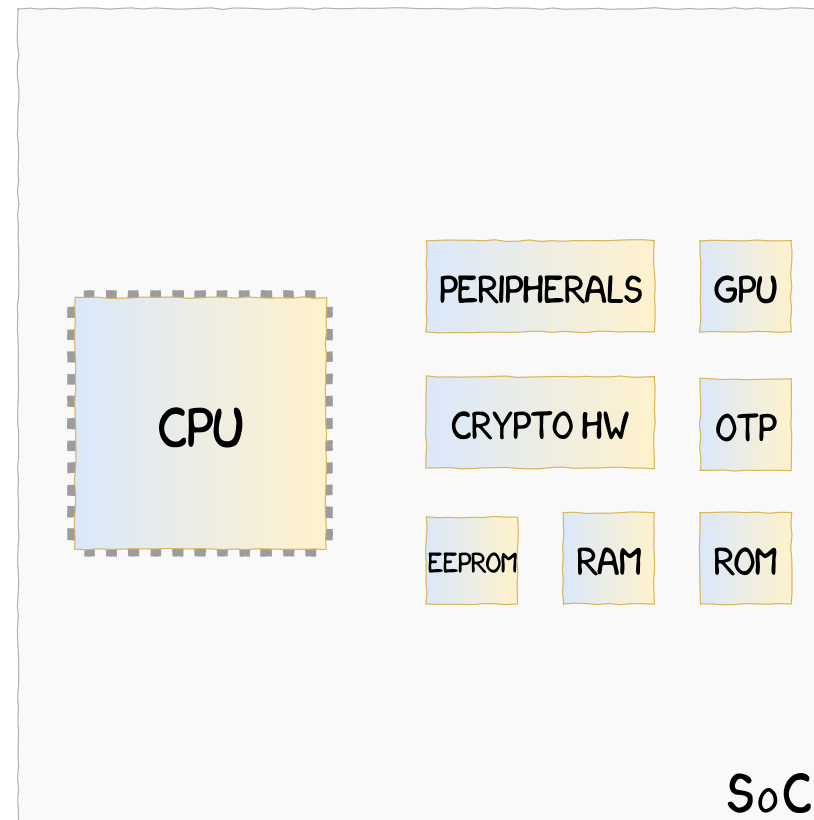 PERIPHERALS
GPU
CPU
CRYPTO HW
OTP
EEPROM
RAM
ROM
SoC